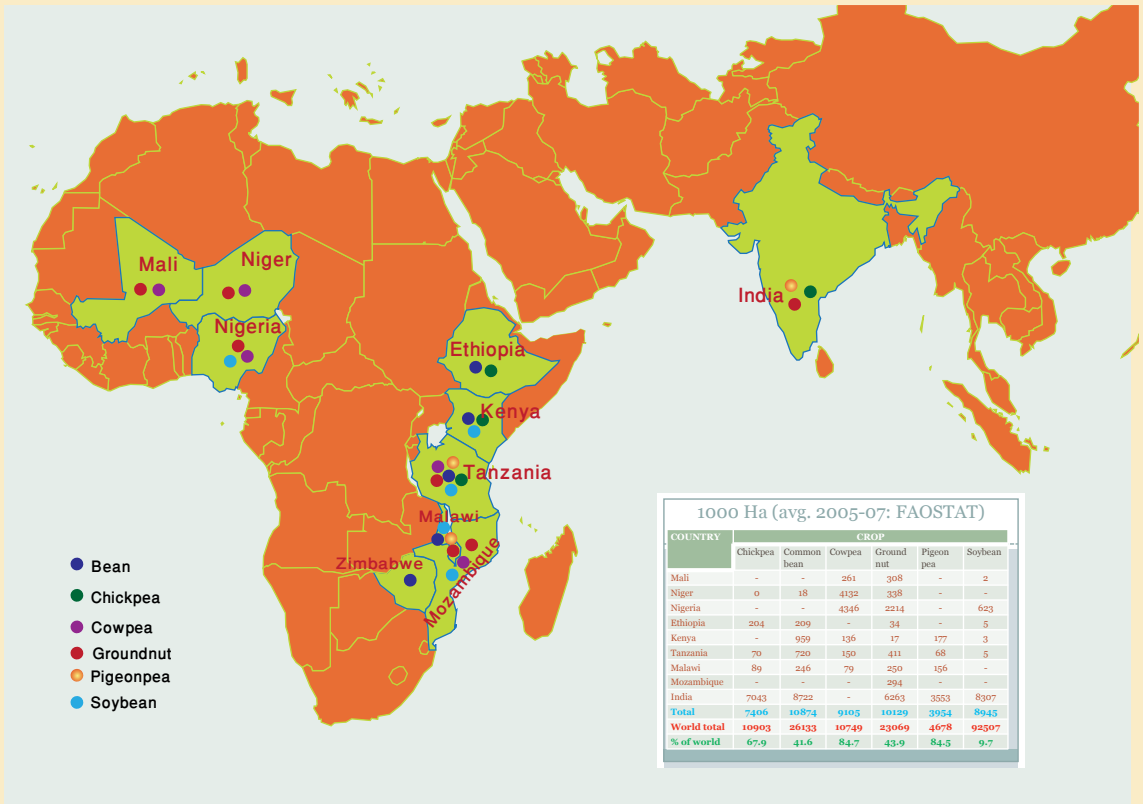 Mali
Niger
Nigeria
Ethiopia
Kenya
Tanzania
Malawi
Zimbabwe
Mozambique
India
Bean
Chickpea
Cowpea
Groundnut
Pigeonpea
Soybean
1000 Ha (avg. 2005-07: FAOSTAT)
COUNTRY CROP
Chickpea Common bean Cowpea Ground nut Pigeon pea Soybean
Mali - - 261 308 - 2
Niger 0 18 4132 338 - -
Nigeria - - 4346 2214 - 623
Ethiopia 204 209 - 34 - 5
Kenya - 959 136 17 177 3
Tanzania 70 720 150 411 68 5
Malawi 89 246 79 250 156 -
Mozambique - - - 294 - -
India 7043 8722 - 6263 3553 8307
Total 7406 10874 9105 10129 3954 8945
World total 10903 26133 10749 23069 4678 92507
% of world 67.9 41.6 84.7 43.9 84.5 9.7